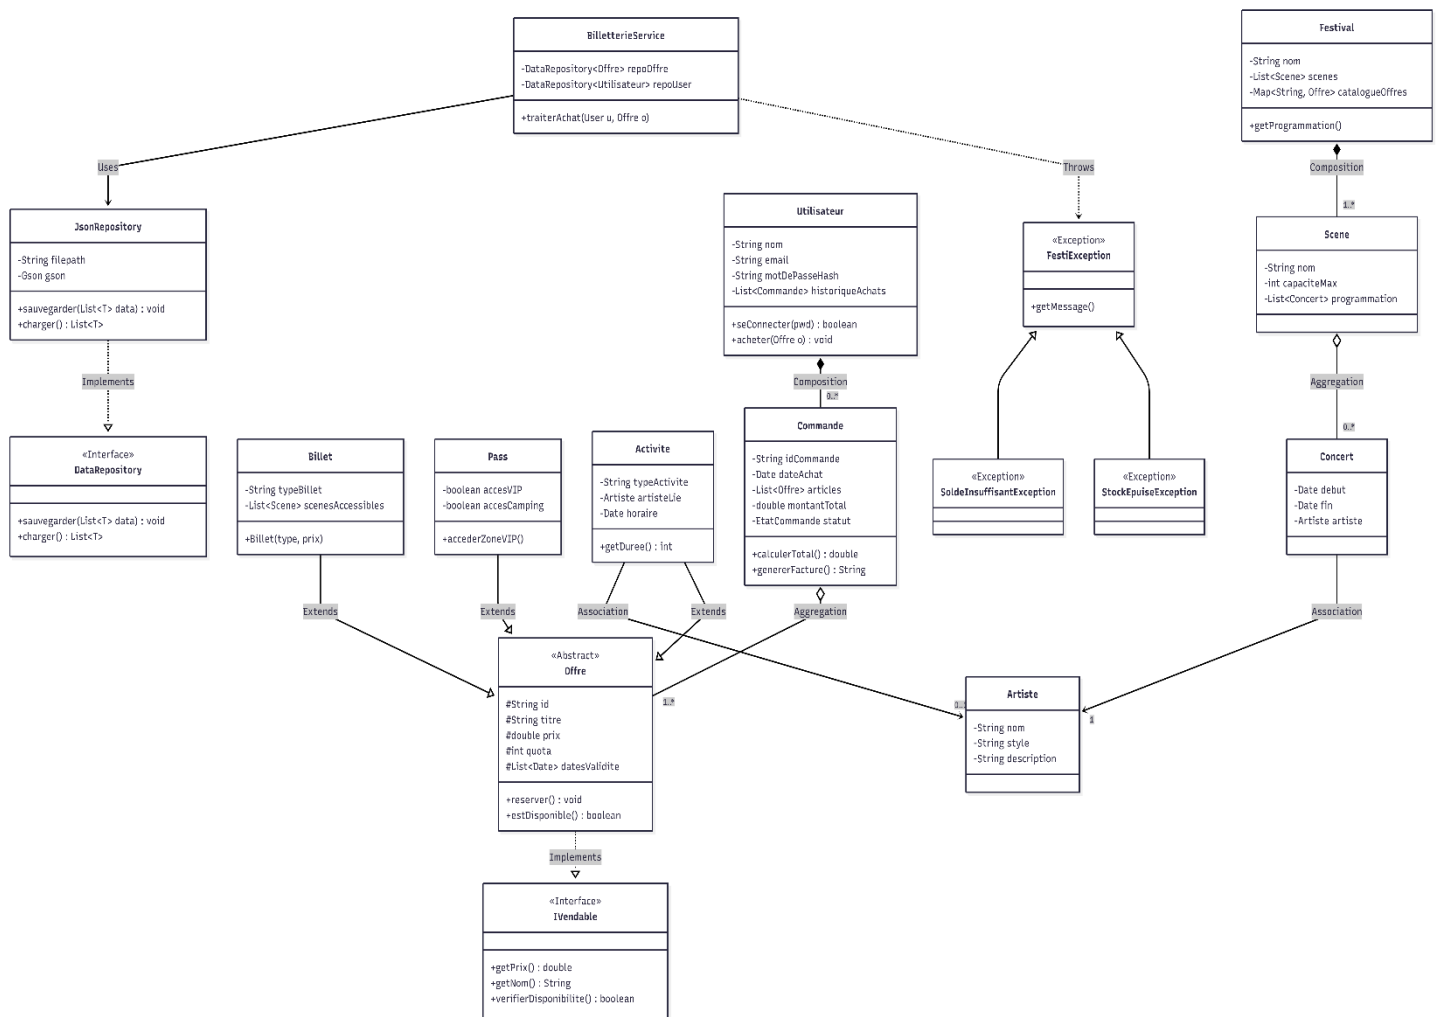 BilletterieService
-DataRepository<Offre> repoOffre
-DataRepository<Utilisateur> repoUser
+traiterAchat(User u, Offre o)
Festival
-String nom
-List<Scene> scenes
-Map<String, Offre> catalogueOffres
+getProgrammation()
Uses
Throws
Composition
1..*
JsonRepository
-String filepath
-Gson gson
+sauvegarder(List<T> data) : void
+charger() : List<T>
Utilisateur
-String nom
-String email
-String motDePasseHash
-List<Commande> historiqueAchats
+seConnecter(pwd) : boolean
+acheter(Offre o) : void
«Exception»
FestiException
+getMessage()
Scene
-String nom
-int capaciteMax
-List<Concert> programmation
Implements
Composition
0..*
Aggregation
0..*
«Interface»
DataRepository
+sauvegarder(List<T> data) : void
+charger() : List<T>
Billet
-String typeBillet
-List<Scene> scenesAccessibles
+Billet(type, prix)
Pass
-boolean accesVIP
-boolean accesCamping
+accederZoneVIP()
Activite
-String typeActivite
-Artiste artisteLie
-Date horaire
+getDuree() : int
Commande
-String idCommande
-Date dateAchat
-List<Offre> articles
-double montantTotal
-EtatCommande statut
+calculerTotal() : double
+genererFacture() : String
«Exception»
SoldeInsuffisantException
«Exception»
StockEpuiseException
Concert
-Date debut
-Date fin
-Artiste artiste
Extends
Extends
Association
Extends
Aggregation
Association
«Abstract»
Offre
#String id
#String titre
#double prix
#int quota
#List<Date> datesValidite
+reserver() : void
+estDisponible() : boolean
1..*
Artiste
-String nom
-String style
-String description
1
Implements
«Interface»
IVendable
+getPrix() : double
+getNom() : String
+verifierDisponibilite() : boolean